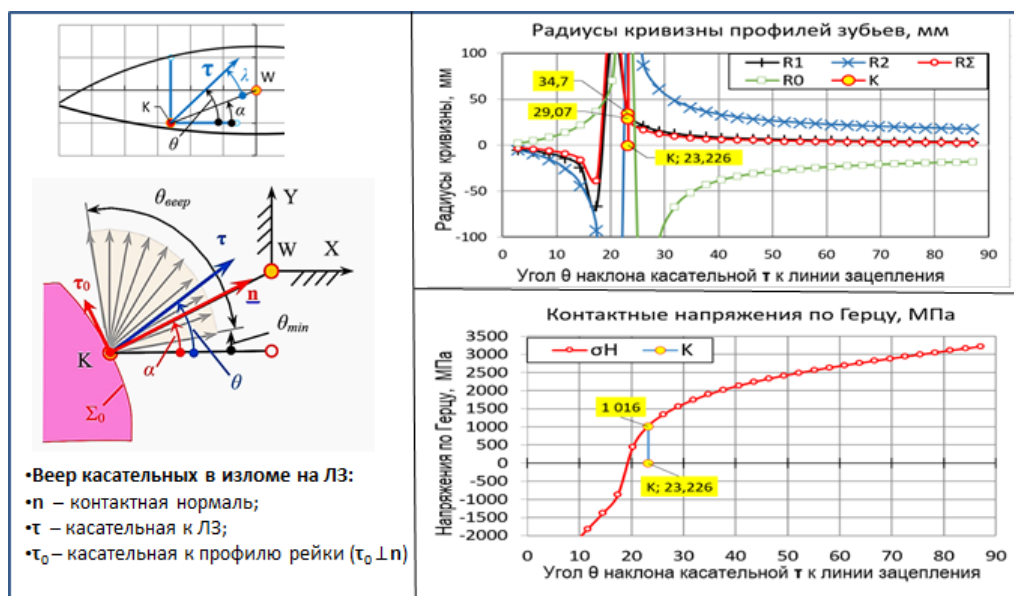 τ
λ
W
K
α
θ
θвеер
Y
τ
W
X
τ₀
n
θmin
K
α
θ
Σ₀
•Веер касательных в изломе на ЛЗ:
•n – контактная нормаль;
•τ – касательная к ЛЗ;
•τ₀– касательная к профилю рейки (τ₀⊥n)
Радиусы кривизны профилей зубьев, мм
100
50
0
-50
-100
Радиусы кривизны, мм
R1
R2
RΣ
R0
K
34,7
29,07
K; 23,226
0 10 20 30 40 50 60 70 80 90
Угол θ наклона касательной τ к линии зацепления
Контактные напряжения по Герцу, МПа
3500
3000
2500
2000
1500
1000
500
0
-500
-1000
-1500
-2000
Напряжения по Герцу, МПа
σH
K
1 016
K; 23,226
0 10 20 30 40 50 60 70 80 90
Угол θ наклона касательной τ к линии зацепления